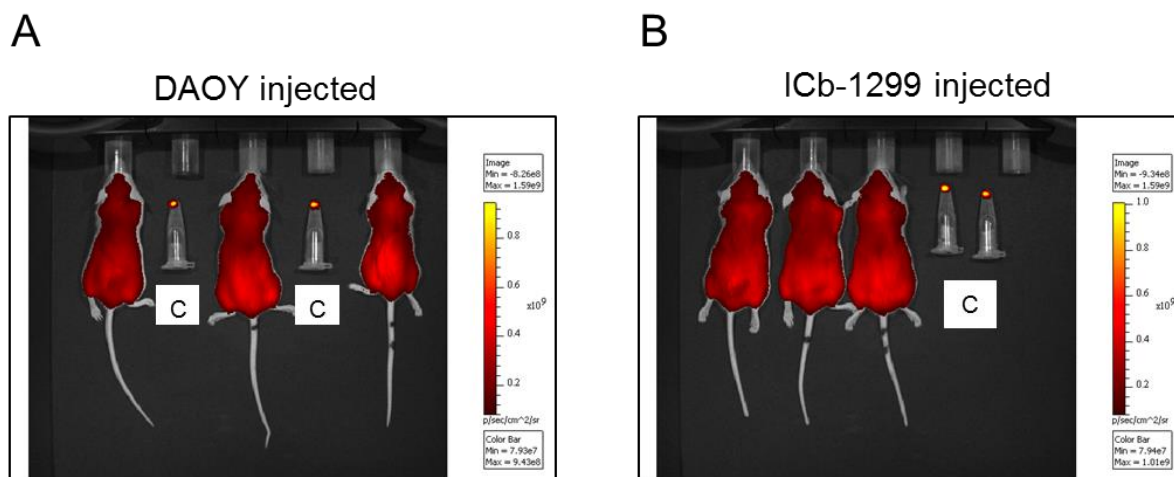 A
DAOY injected
C
C
Image
Min = -8.26e8
Max = 1.59e9
0.8
0.6
x10^9
0.4
0.2
p/sec/cm^2/sr
Color Bar
Min = 7.93e7
Max = 9.43e8
B
ICb-1299 injected
C
Image
Min = -9.34e8
Max = 1.59e9
1.0
0.8
0.6
x10^9
0.4
0.2
p/sec/cm^2/sr
Color Bar
Min = 7.94e7
Max = 1.01e9